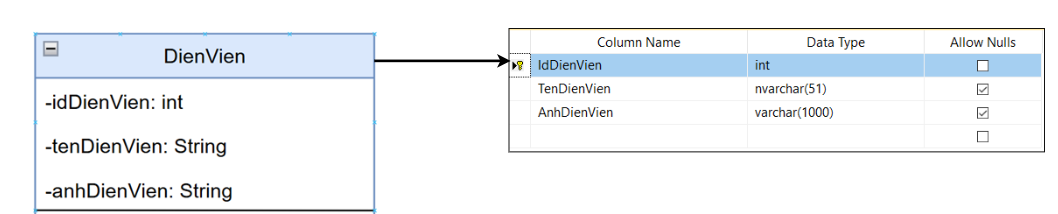 DienVien
-idDienVien: int
-tenDienVien: String
-anhDienVien: String
Column Name Data Type Allow Nulls
IdDienVien int
TenDienVien nvarchar(51)
AnhDienVien varchar(1000)